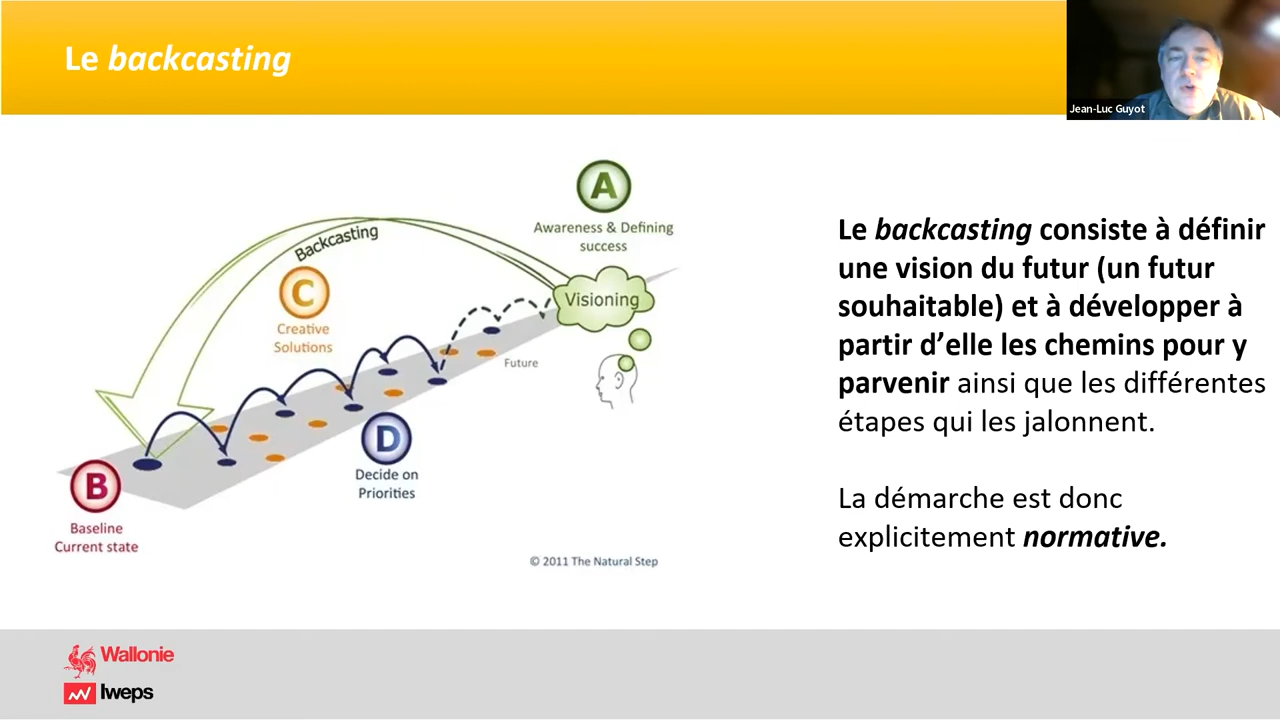 Le backcasting
Jean-Luc Guyot
A
Awareness & Defining
success
Backcasting
C
Creative
Solutions
Visioning
Future
D
Decide on
Priorities
B
Baseline
Current state
© 2011 The Natural Step
Le backcasting consiste à définir
une vision du futur (un futur
souhaitable) et à développer à
partir d’elle les chemins pour y
parvenir ainsi que les différentes
étapes qui les jalonnent.
La démarche est donc
explicitement normative.
Wallonie
Iweps